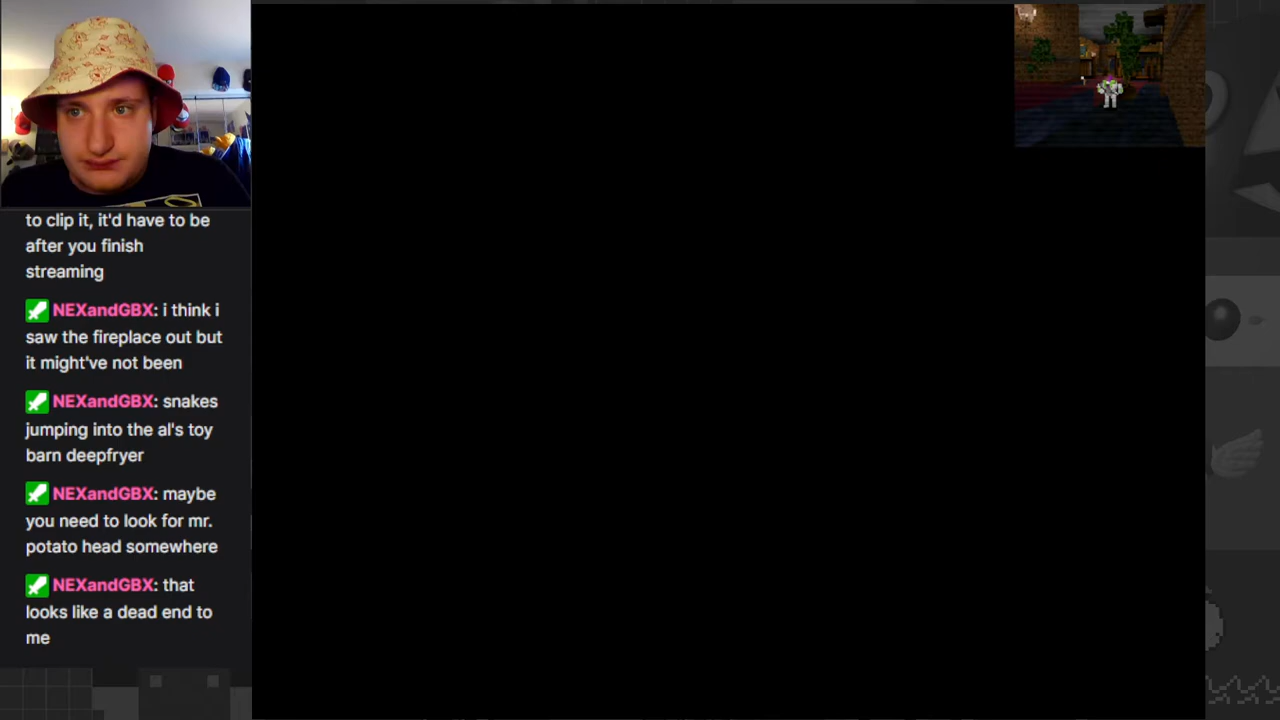 to clip it, it'd have to be
after you finish
streaming
NEXandGBX: i think i
saw the fireplace out but
it might've not been
NEXandGBX: snakes
jumping into the al's toy
barn deepfryer
NEXandGBX: maybe
you need to look for mr.
potato head somewhere
NEXandGBX: that
looks like a dead end to
me